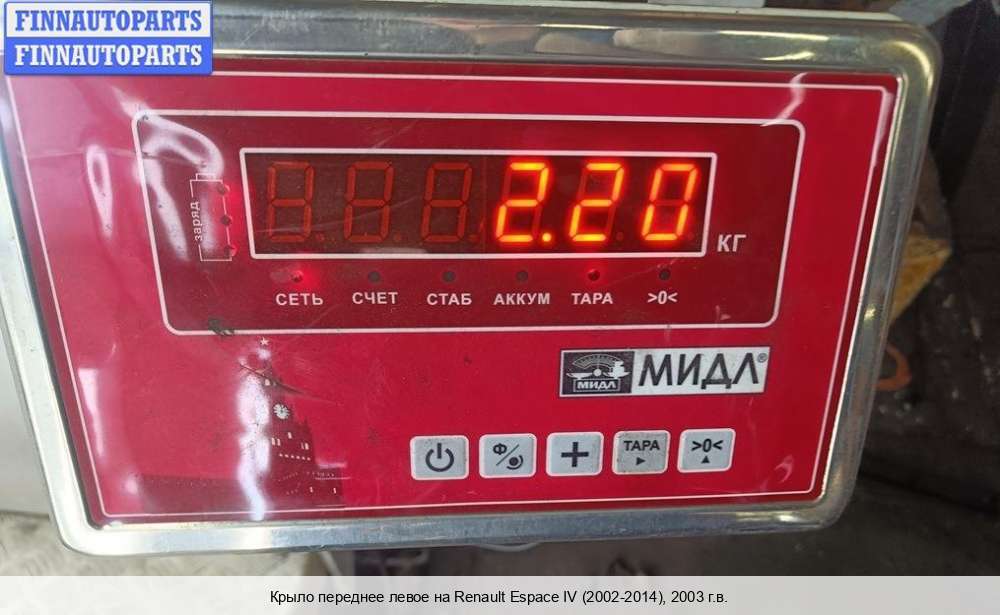 FINNAUTOPARTS
FINNAUTOPARTS
заряд
2.20
КГ
СЕТЬ СЧЕТ СТАБ АККУМ ТАРА >0<
МИДЛ МИДЛ®
Ф/ + ТАРА >0<
Крыло переднее левое на Renault Espace IV (2002-2014), 2003 г.в.